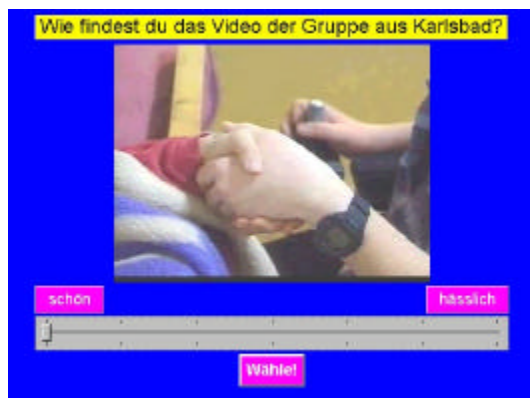 Wie findest du das Video der Gruppe aus Karlsbad?
schön
hässlich
Wähle!